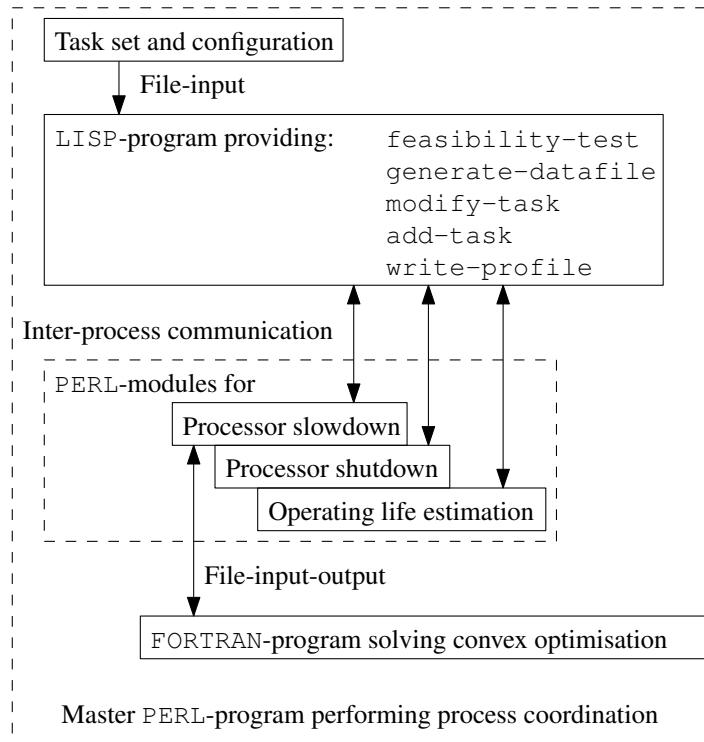 Task set and configuration
File-input
LISP-program providing: feasibility-test
generate-datafile
modify-task
add-task
write-profile
Inter-process communication
PERL-modules for
Processor slowdown
Processor shutdown
Operating life estimation
File-input-output
FORTRAN-program solving convex optimisation
Master PERL-program performing process coordination